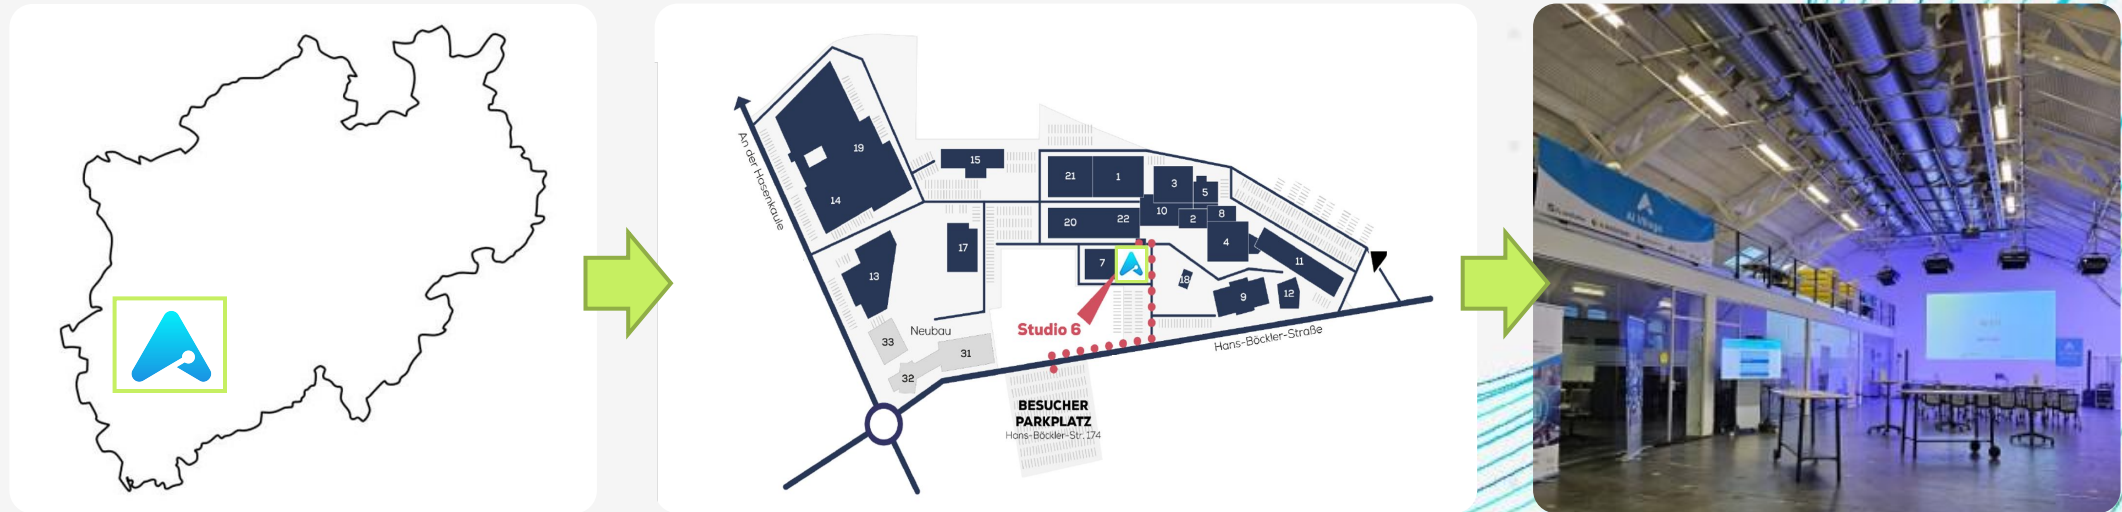 An der Hasenkaule
19
14
15
21
1
3
5
10
2
8
20
22
4
11
17
7
18
13
9
12
Neubau
33
31
32
Studio 6
Hans-Böckler-Straße
BESUCHER
PARKPLATZ
Hans-Böckler-Str. 174
AI Village